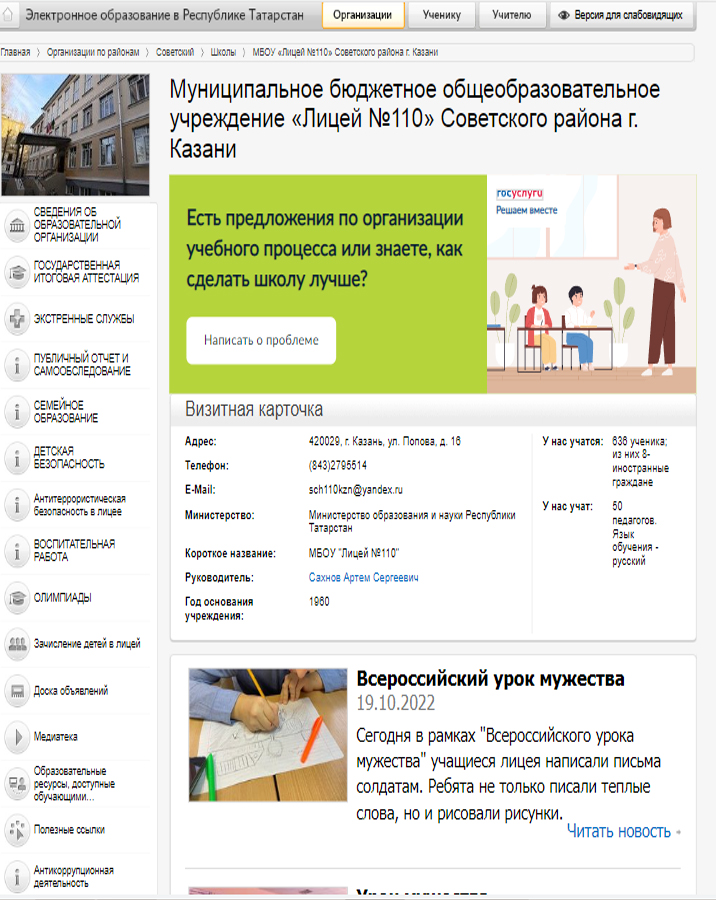 Электронное образование в Республике Татарстан
Организации
Ученику
Учителю
Версия для слабовидящих
Главная > Организации по районам > Советский > Школы > МБОУ «Лицей №110» Советского района г. Казани
Муниципальное бюджетное общеобразовательное
учреждение «Лицей №110» Советского района г.
Казани
СВЕДЕНИЯ ОБ
ОБРАЗОВАТЕЛЬНОЙ
ОРГАНИЗАЦИИ
ГОСУДАРСТВЕННАЯ
ИТОГОВАЯ АТТЕСТАЦИЯ
ЭКСТРЕННЫЕ СЛУЖБЫ
ПУБЛИЧНЫЙ ОТЧЕТ И
САМООБСЛЕДОВАНИЕ
СЕМЕЙНОЕ
ОБРАЗОВАНИЕ
ДЕТСКАЯ
БЕЗОПАСНОСТЬ
Антитеррористическая
безопасность в лицее
ВОСПИТАТЕЛЬНАЯ
РАБОТА
ОЛИМПИАДЫ
Зачисление детей в лицей
Доска объявлений
Медиатека
Образовательные
ресурсы, доступные
обучающими...
Полезные ссылки
Антикоррупционная
деятельность
Есть предложения по организации
учебного процесса или знаете, как
сделать школу лучше?
Написать о проблеме
госуслуги
Решаем вместе
Визитная карточка
Адрес: 420029, г. Казань, ул. Попова, д. 16
Телефон: (843)2795514
E-Mail: sch110kzn@yandex.ru
Министерство: Министерство образования и науки Республики
Татарстан
Короткое название: МБОУ "Лицей №110"
Руководитель: Сахнов Артем Сергеевич
Год основания 1960
учреждения:
У нас учатся: 636 ученика;
из них 8-
иностранные
граждане
У нас учат: 50
педагогов.
Язык
обучения -
русский
Всероссийский урок мужества
19.10.2022
Сегодня в рамках "Всероссийского урока
мужества" учащиеся лицея написали письма
солдатам. Ребята не только писали теплые
слова, но и рисовали рисунки.
Читать новость
Урок мужества